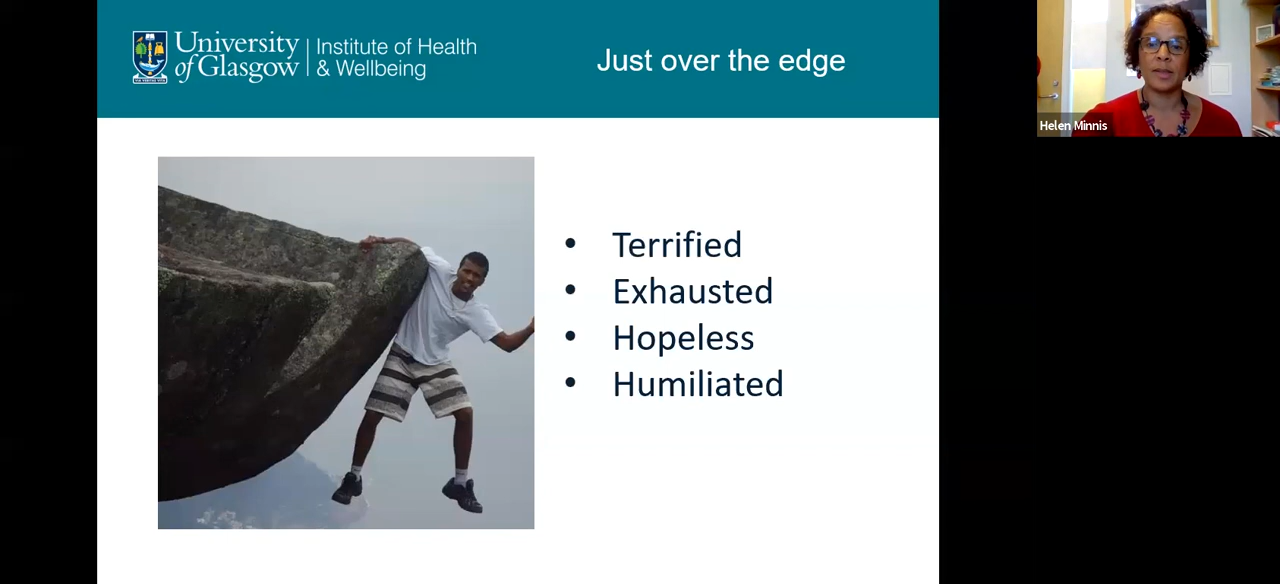 University
of Glasgow
Institute of Health
& Wellbeing
Just over the edge
• Terrified
• Exhausted
• Hopeless
• Humiliated
Helen Minnis